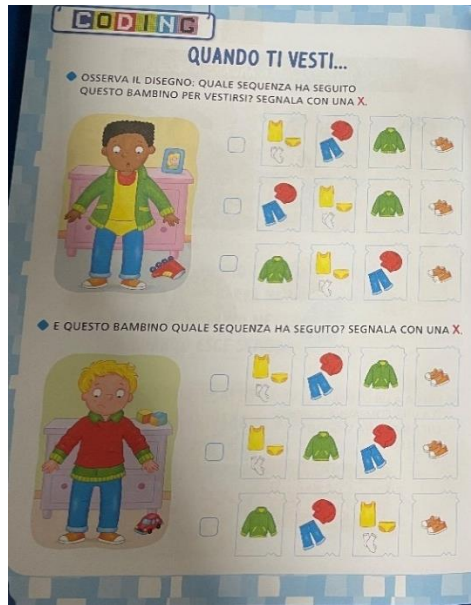 CODING
QUANDO TI VESTI...
OSSERVA IL DISEGNO: QUALE SEQUENZA HA SEGUITO
QUESTO BAMBINO PER VESTIRSI? SEGNALA CON UNA X.
E QUESTO BAMBINO QUALE SEQUENZA HA SEGUITO? SEGNALA CON UNA X.